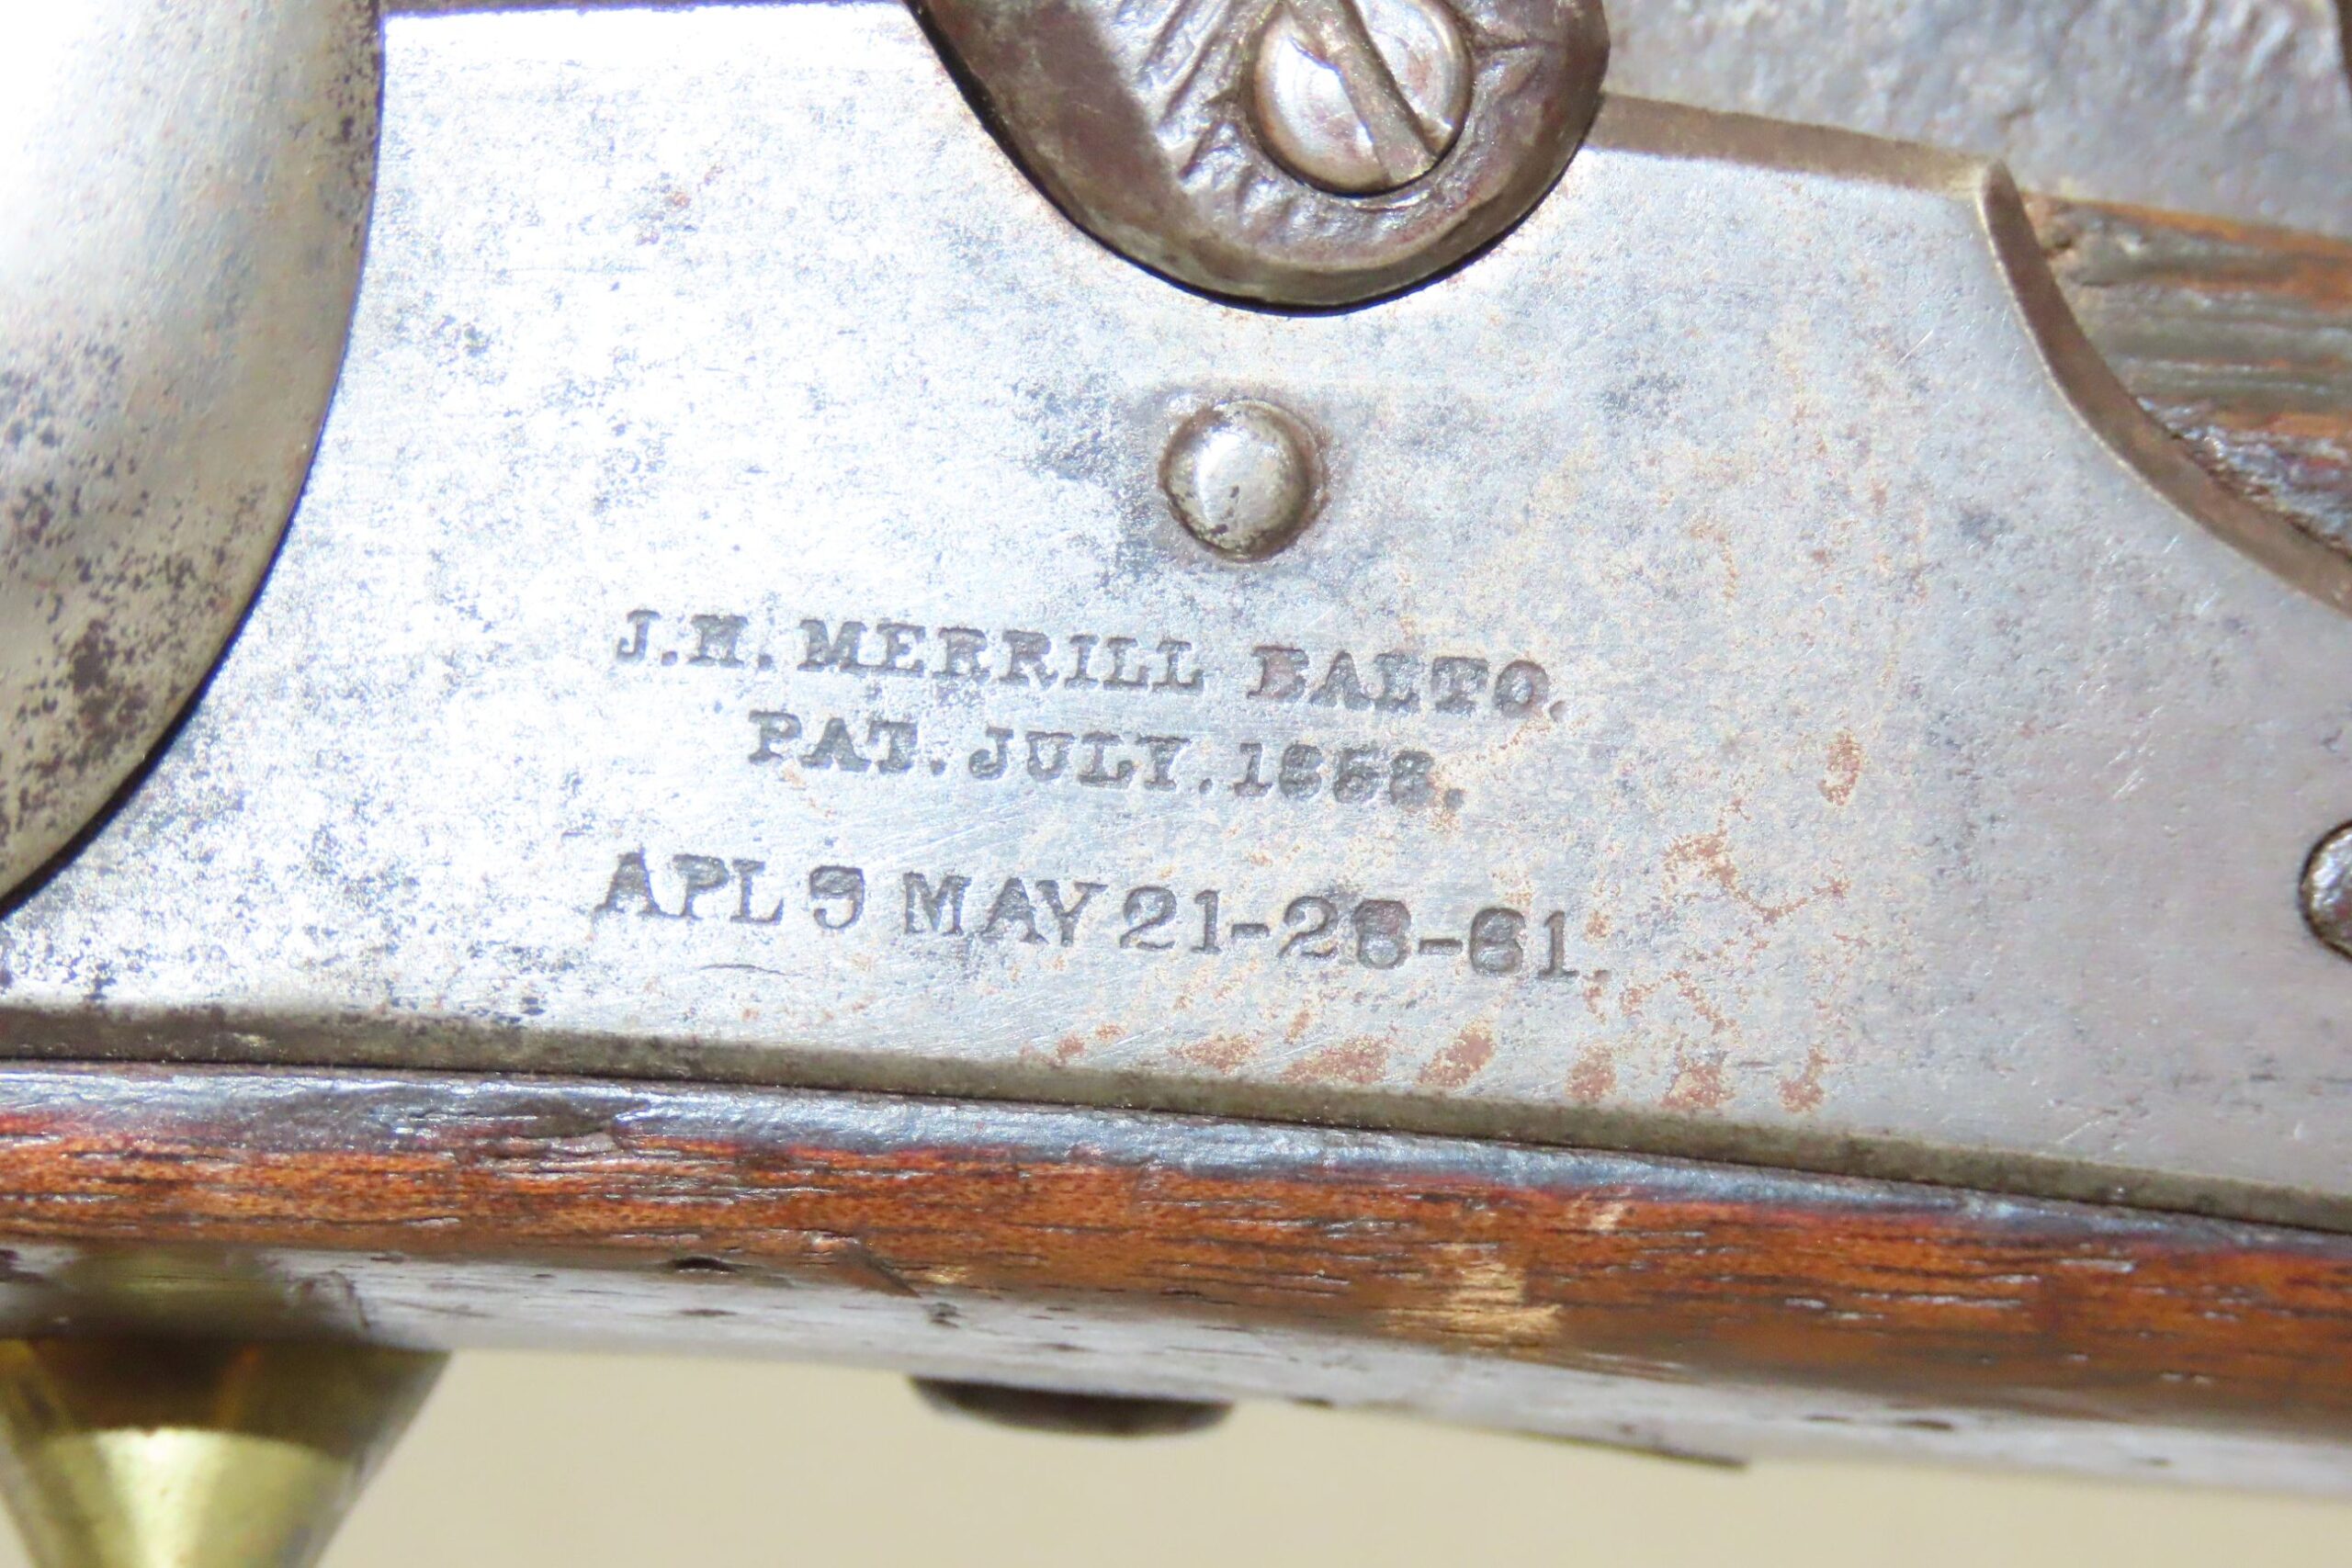 J.H. MERRILL BALTO.
PAT. JULY. 1858.
APL 9 MAY 21-28-61.